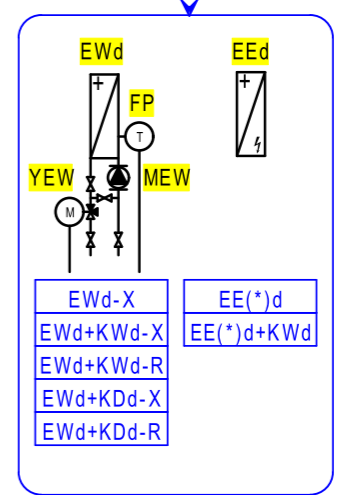 EWd EEd
+ +
FP
T
YEW MEW
M
EWd-X EE(*)d
EWd+KWd-X EE(*)d+KWd
EWd+KWd-R
EWd+KDd-X
EWd+KDd-R